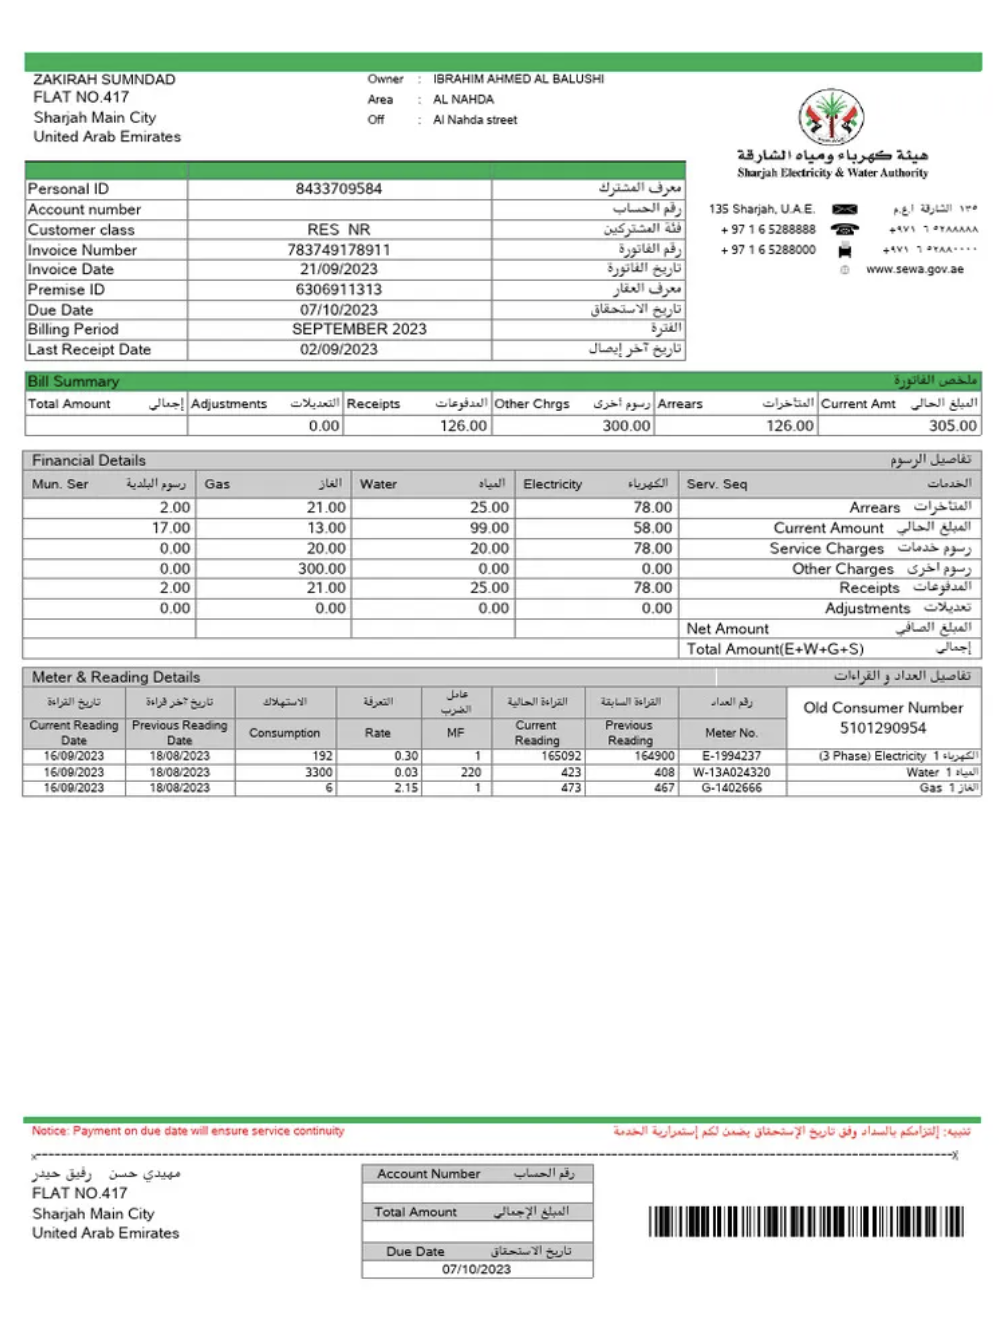 ZAKIRAH SUMNDAD
FLAT NO.417
Sharjah Main City
United Arab Emirates
Owner : IBRAHIM AHMED AL BALUSHI
Area : AL NAHDA
Off : Al Nahda street
هيئة كهرباء ومياه الشارقة
Sharjah Electricity & Water Authority
135 Sharjah, U.A.E. ١٣٥ الشارقة ا.ع.م
+ 97 1 6 5288888 +٩٧١ ٦ ٥٢٨٨٨٨٨
+ 97 1 6 5288000 +٩٧١ ٦ ٥٢٨٨٠٠٠٠
www.sewa.gov.ae
Personal ID 8433709584 معرف المشترك
Account number رقم الحساب
Customer class RES NR فئة المشتركين
Invoice Number 783749178911 رقم الفاتورة
Invoice Date 21/09/2023 تاريخ الفاتورة
Premise ID 6306911313 معرف العقار
Due Date 07/10/2023 تاريخ الاستحقاق
Billing Period SEPTEMBER 2023 الفترة
Last Receipt Date 02/09/2023 تاريخ آخر إيصال
Bill Summary ملخص الفاتورة
Total Amount إجمالي Adjustments التعديلات Receipts المدفوعات Other Chrgs رسوم أخرى Arrears المتأخرات Current Amt المبلغ الحالي
0.00 126.00 300.00 126.00 305.00
Financial Details تفاصيل الرسوم
Mun. Ser رسوم البلدية Gas الغاز Water المياه Electricity الكهرباء Serv. Seq الخدمات
2.00 21.00 25.00 78.00 Arrears المتأخرات
17.00 13.00 99.00 58.00 Current Amount المبلغ الحالي
0.00 20.00 20.00 78.00 Service Charges رسوم خدمات
0.00 300.00 0.00 0.00 Other Charges رسوم اخرى
2.00 21.00 25.00 78.00 Receipts المدفوعات
0.00 0.00 0.00 0.00 Adjustments تعديلات
Net Amount المبلغ الصافي
Total Amount(E+W+G+S) إجمالي
Meter & Reading Details تفاصيل العداد و القراءات
تاريخ القراءة تاريخ آخر قراءة الاستهلاك التعرفة عامل الضرب القراءة الحالية القراءة السابقة رقم العداد
Current Reading Date Previous Reading Date Consumption Rate MF Current Reading Previous Reading Meter No.
Old Consumer Number
5101290954
16/09/2023 18/08/2023 192 0.30 1 165092 164900 E-1994237 (3 Phase) Electricity 1 الكهرباء
16/09/2023 18/08/2023 3300 0.03 220 423 408 W-13A024320 Water 1 المياه
16/09/2023 18/08/2023 6 2.15 1 473 467 G-1402666 Gas 1 الغاز
Notice: Payment on due date will ensure service continuity تنبيه: إلتزامكم بالسداد وفق تاريخ الإستحقاق يضمن لكم إستمرارية الخدمة
مهيدي حسن رفيق حيدر
FLAT NO.417
Sharjah Main City
United Arab Emirates
Account Number رقم الحساب
Total Amount المبلغ الإجمالي
Due Date تاريخ الاستحقاق
07/10/2023